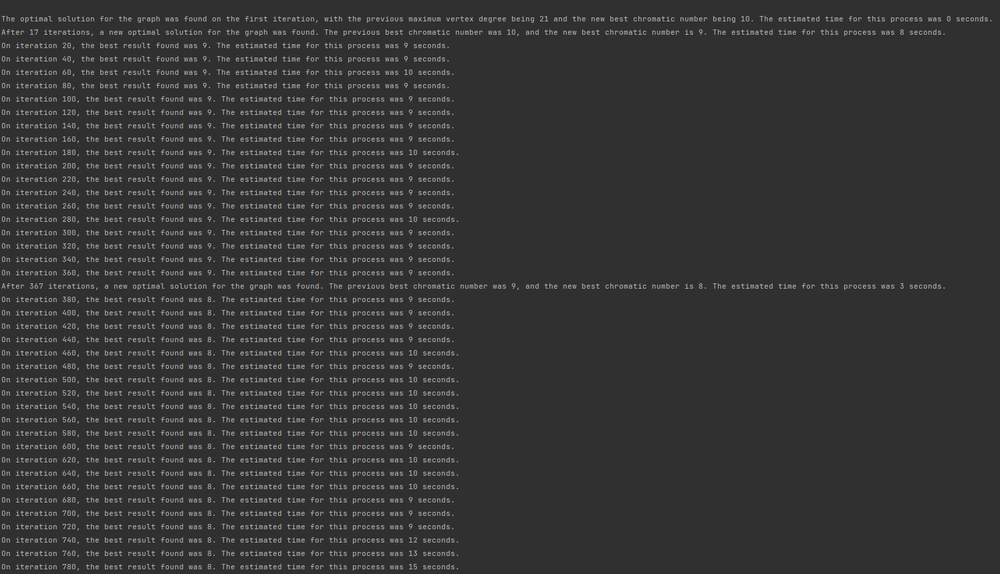 The optimal solution for the graph was found on the first iteration, with the previous maximum vertex degree being 21 and the new best chromatic number being 10. The estimated time for this process was 0 seconds.
After 17 iterations, a new optimal solution for the graph was found. The previous best chromatic number was 10, and the new best chromatic number is 9. The estimated time for this process was 8 seconds.
On iteration 20, the best result found was 9. The estimated time for this process was 9 seconds.
On iteration 40, the best result found was 9. The estimated time for this process was 9 seconds.
On iteration 60, the best result found was 9. The estimated time for this process was 10 seconds.
On iteration 80, the best result found was 9. The estimated time for this process was 9 seconds.
On iteration 100, the best result found was 9. The estimated time for this process was 9 seconds.
On iteration 120, the best result found was 9. The estimated time for this process was 9 seconds.
On iteration 140, the best result found was 9. The estimated time for this process was 9 seconds.
On iteration 160, the best result found was 9. The estimated time for this process was 9 seconds.
On iteration 180, the best result found was 9. The estimated time for this process was 10 seconds.
On iteration 200, the best result found was 9. The estimated time for this process was 9 seconds.
On iteration 220, the best result found was 9. The estimated time for this process was 9 seconds.
On iteration 240, the best result found was 9. The estimated time for this process was 9 seconds.
On iteration 260, the best result found was 9. The estimated time for this process was 9 seconds.
On iteration 280, the best result found was 9. The estimated time for this process was 10 seconds.
On iteration 300, the best result found was 9. The estimated time for this process was 9 seconds.
On iteration 320, the best result found was 9. The estimated time for this process was 9 seconds.
On iteration 340, the best result found was 9. The estimated time for this process was 9 seconds.
On iteration 360, the best result found was 9. The estimated time for this process was 9 seconds.
After 367 iterations, a new optimal solution for the graph was found. The previous best chromatic number was 9, and the new best chromatic number is 8. The estimated time for this process was 3 seconds.
On iteration 380, the best result found was 8. The estimated time for this process was 9 seconds.
On iteration 400, the best result found was 8. The estimated time for this process was 9 seconds.
On iteration 420, the best result found was 8. The estimated time for this process was 9 seconds.
On iteration 440, the best result found was 8. The estimated time for this process was 9 seconds.
On iteration 460, the best result found was 8. The estimated time for this process was 10 seconds.
On iteration 480, the best result found was 8. The estimated time for this process was 9 seconds.
On iteration 500, the best result found was 8. The estimated time for this process was 10 seconds.
On iteration 520, the best result found was 8. The estimated time for this process was 10 seconds.
On iteration 540, the best result found was 8. The estimated time for this process was 10 seconds.
On iteration 560, the best result found was 8. The estimated time for this process was 10 seconds.
On iteration 580, the best result found was 8. The estimated time for this process was 10 seconds.
On iteration 600, the best result found was 8. The estimated time for this process was 9 seconds.
On iteration 620, the best result found was 8. The estimated time for this process was 10 seconds.
On iteration 640, the best result found was 8. The estimated time for this process was 10 seconds.
On iteration 660, the best result found was 8. The estimated time for this process was 10 seconds.
On iteration 680, the best result found was 8. The estimated time for this process was 9 seconds.
On iteration 700, the best result found was 8. The estimated time for this process was 9 seconds.
On iteration 720, the best result found was 8. The estimated time for this process was 9 seconds.
On iteration 740, the best result found was 8. The estimated time for this process was 12 seconds.
On iteration 760, the best result found was 8. The estimated time for this process was 13 seconds.
On iteration 780, the best result found was 8. The estimated time for this process was 15 seconds.